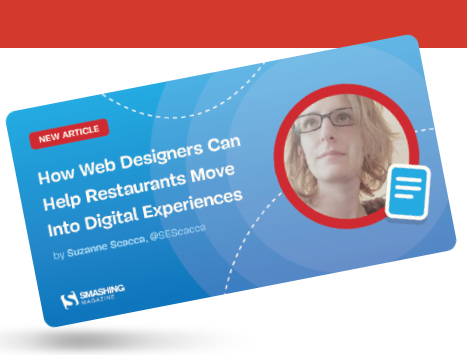 NEW ARTICLE
How Web Designers Can
Help Restaurants Move
Into Digital Experiences
by Suzanne Scacca, @SEScacca
SMASHING
MAGAZINE